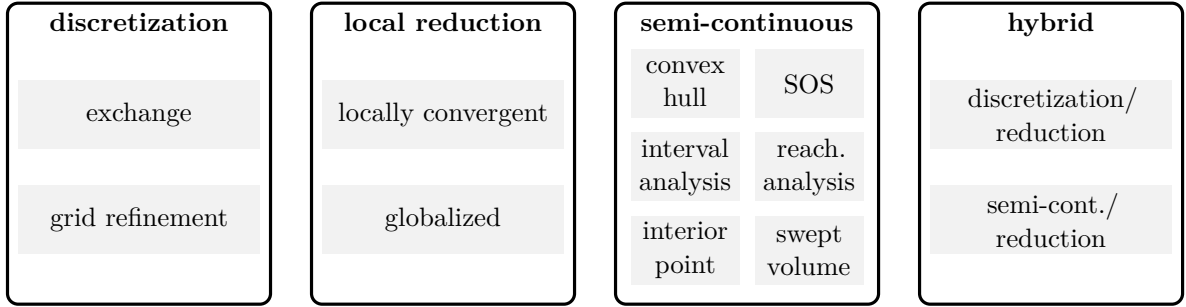 discretization
exchange
grid refinement
local reduction
locally convergent
globalized
semi-continuous
convex
hull
SOS
interval
analysis
reach.
analysis
interior
point
swept
volume
hybrid
discretization/
reduction
semi-cont./
reduction